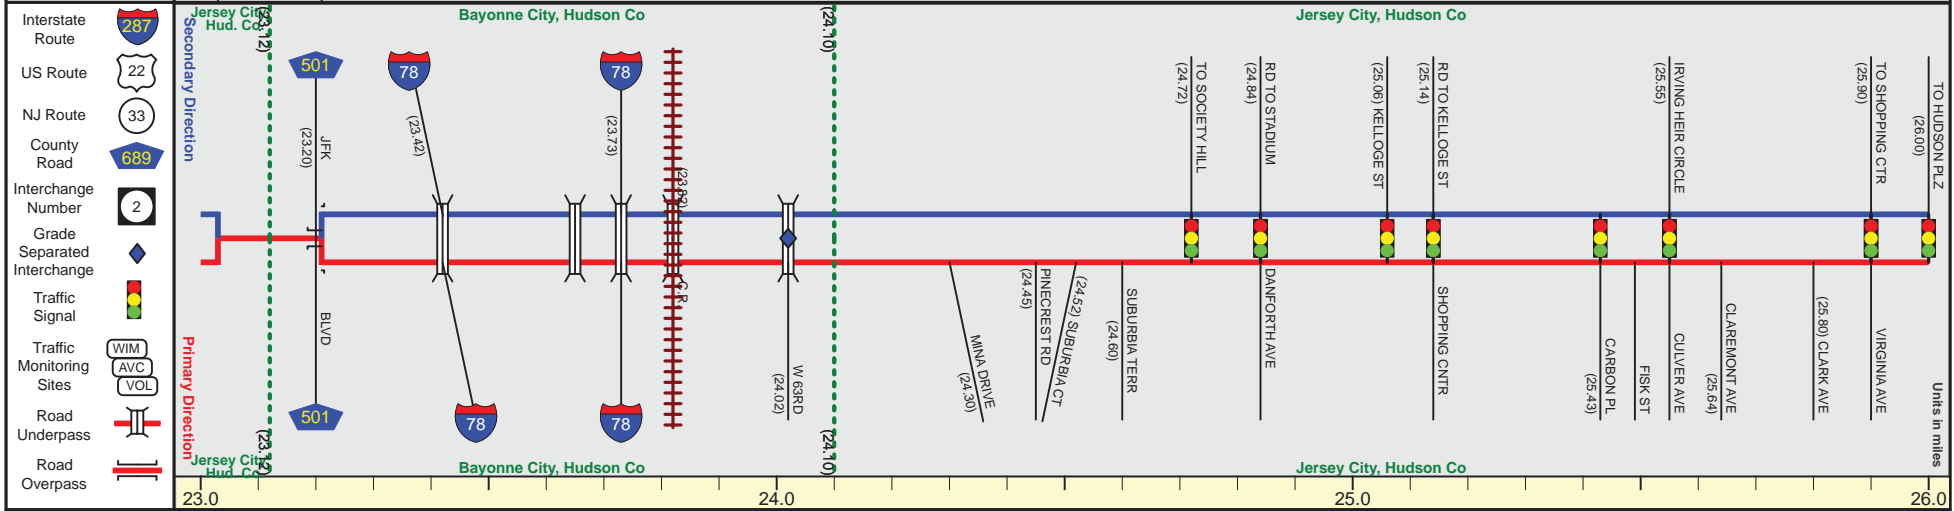 Interstate
Route
287
US Route
22
NJ Route
33
County
Road
689
Interchange
Number
2
Grade
Separated
Interchange
Traffic
Signal
Traffic
Monitoring
Sites
WIM
AVC
VOL
Road
Underpass
Road
Overpass
Secondary Direction
Primary Direction
Jersey City
Hud. Co
(23.12)
Bayonne City, Hudson Co
(24.10)
Jersey City, Hudson Co
501
JFK
(23.20)
BLVD
501
78
(23.42)
78
78
(23.73)
78
(23.82)
C.R.
W 63RD
(24.02)
MINA DRIVE
(24.30)
PINECREST RD
(24.45)
(24.52) SUBURBIA CT
SUBURBIA TERR
(24.60)
TO SOCIETY HILL
(24.72)
RD TO STADIUM
(24.84)
DANFORTH AVE
(25.06) KELLOGE ST
RD TO KELLOGE ST
(25.14)
SHOPPING CNTR
CARBON PL
(25.43)
FISK ST
IRVING HEIR CIRCLE
(25.55)
CULVER AVE
CLAREMONT AVE
(25.64)
(25.80) CLARK AVE
TO SHOPPING CTR
(25.90)
VIRGINIA AVE
TO HUDSON PLZ
(26.00)
Units in miles
Jersey City
Hud. Co
(23.12)
Bayonne City, Hudson Co
(24.10)
Jersey City, Hudson Co
23.0
24.0
25.0
26.0